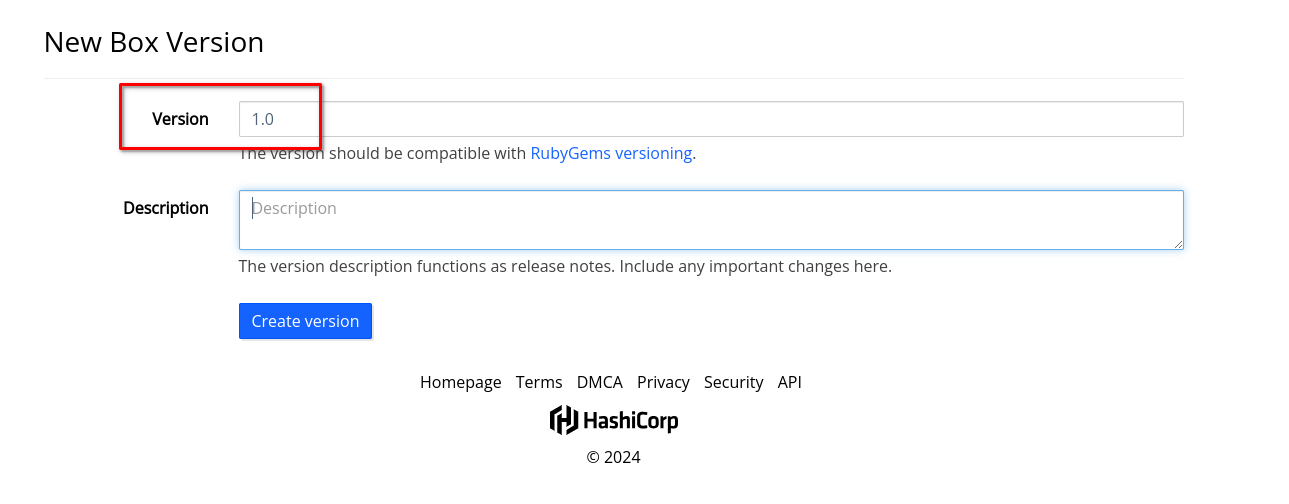 New Box Version
Version 1.0
The version should be compatible with RubyGems versioning.
Description Description
The version description functions as release notes. Include any important changes here.
Create version
Homepage Terms DMCA Privacy Security API
HashiCorp
© 2024